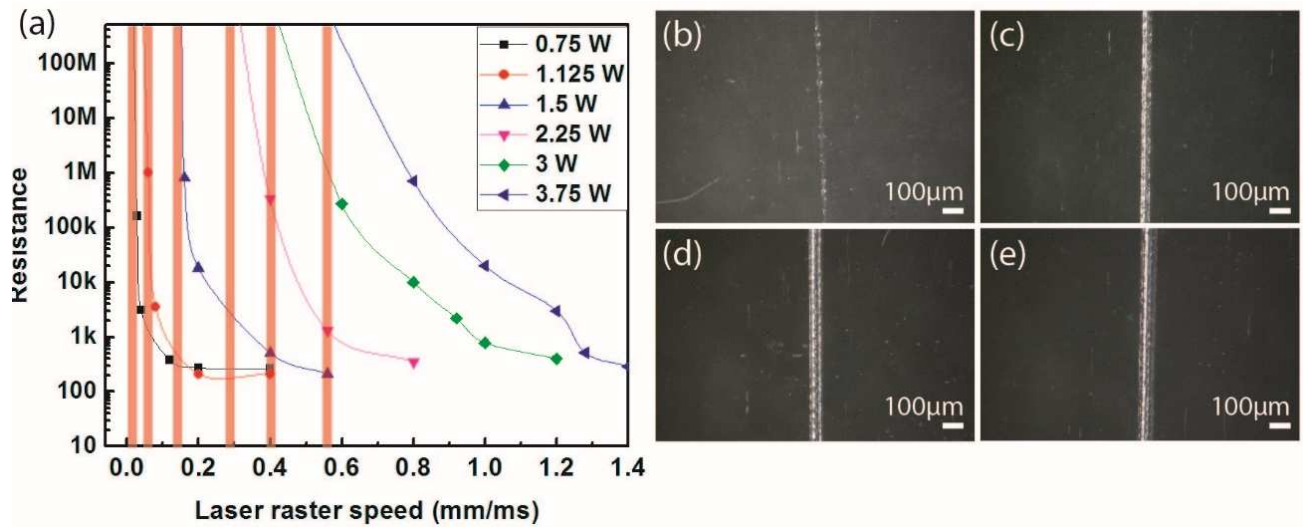 (a)
0.75 W
1.125 W
1.5 W
2.25 W
3 W
3.75 W
100M
10M
1M
100k
10k
1k
100
10
Resistance
0.0 0.2 0.4 0.6 0.8 1.0 1.2 1.4
Laser raster speed (mm/ms)
(b)
100µm
(c)
100µm
(d)
100µm
(e)
100µm